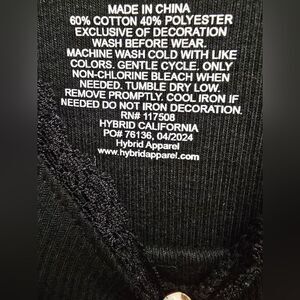 MADE IN CHINA
60% COTTON 40% POLYESTER
EXCLUSIVE OF DECORATION
WASH BEFORE WEAR.
MACHINE WASH COLD WITH LIKE
COLORS. GENTLE CYCLE. ONLY
NON-CHLORINE BLEACH WHEN
NEEDED. TUMBLE DRY LOW.
REMOVE PROMPTLY. COOL IRON IF
NEEDED DO NOT IRON DECORATION.
RN# 117508
HYBRID CALIFORNIA
PO# 76136, 04/2024
Hybrid Apparel
www.hybridapparel.com